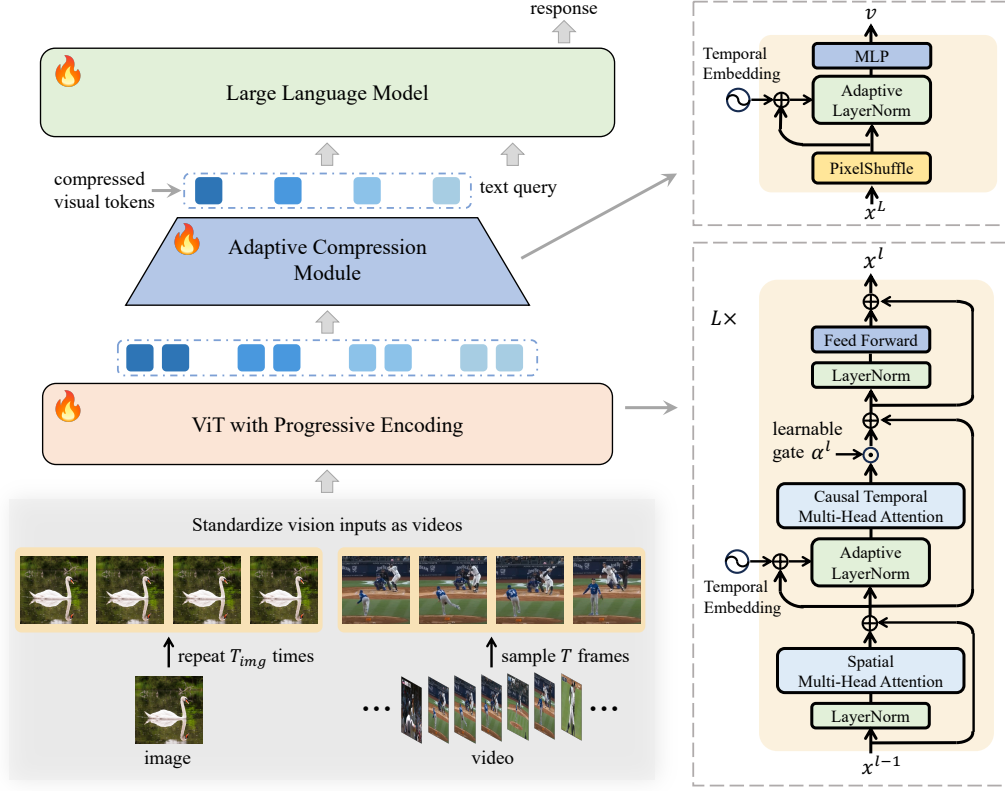 response
Large Language Model
compressed
visual tokens
text query
Adaptive Compression
Module
ViT with Progressive Encoding
Standardize vision inputs as videos
repeat T_img times
sample T frames
...
...
image
video
v
MLP
Temporal
Embedding
Adaptive
LayerNorm
PixelShuffle
x^L
x^l
L×
Feed Forward
LayerNorm
learnable
gate α^l
Causal Temporal
Multi-Head Attention
Adaptive
LayerNorm
Temporal
Embedding
Spatial
Multi-Head Attention
LayerNorm
x^{l-1}